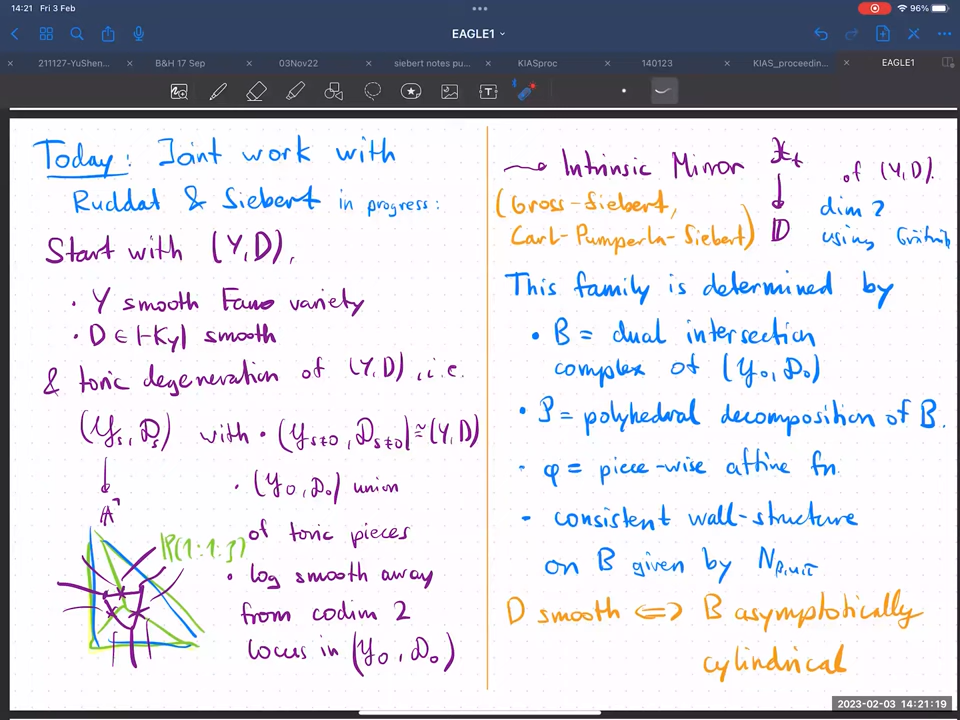 14:21 Fri 3 Feb
96%
EAGLE1
211127-YuShen...
B&H 17 Sep
03Nov22
siebert notes pu...
KIASproc
140123
KIAS_proceedin...
EAGLE1
Today: Joint work with
Ruddat & Siebert in progress:
Start with (Y,D),
· Y smooth Fano variety
· D ∈ |-K_Y| smooth
& toric degeneration of (Y,D), i.e.
(𝒴_s, 𝒟_s) with · (𝒴_{s≠0}, 𝒟_{s≠0}) ≅ (Y,D)
↓
𝔸¹
· (𝒴_0, 𝒟_0) union
of toric pieces
P(1:1:3)
· log smooth away
from codim 2
locus in (𝒴_0, 𝒟_0)
⇝ Intrinsic Mirror 𝔛_t of (Y,D).
↓
𝔻
(Gross-Siebert,
Carl-Pumperla-Siebert)
dim 2
using
This family is determined by
· B = dual intersection
complex of (𝒴_0, 𝒟_0)
· P = polyhedral decomposition of B.
· φ = piece-wise affine fn.
· consistent wall-structure
on B given by
D smooth ⟺ B asymptotically
cylindrical
2023-02-03 14:21:19